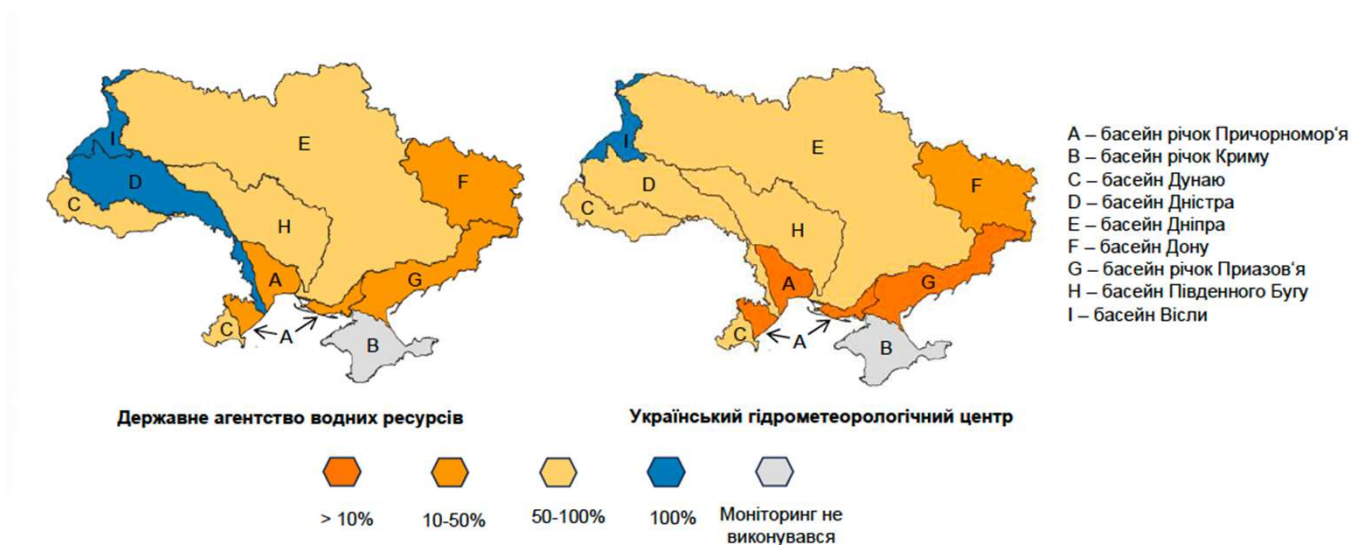 I
E
D
F
C
H
A
G
C
A
B
I
E
D
F
C
H
A
G
C
A
B
A – басейн річок Причорномор‘я
B – басейн річок Криму
C – басейн Дунаю
D – басейн Дністра
E – басейн Дніпра
F – басейн Дону
G – басейн річок Приазов‘я
H – басейн Південного Бугу
I – басейн Вісли
Державне агентство водних ресурсів
Український гідрометеорологічний центр
> 10%
10-50%
50-100%
100%
Моніторинг не
виконувався